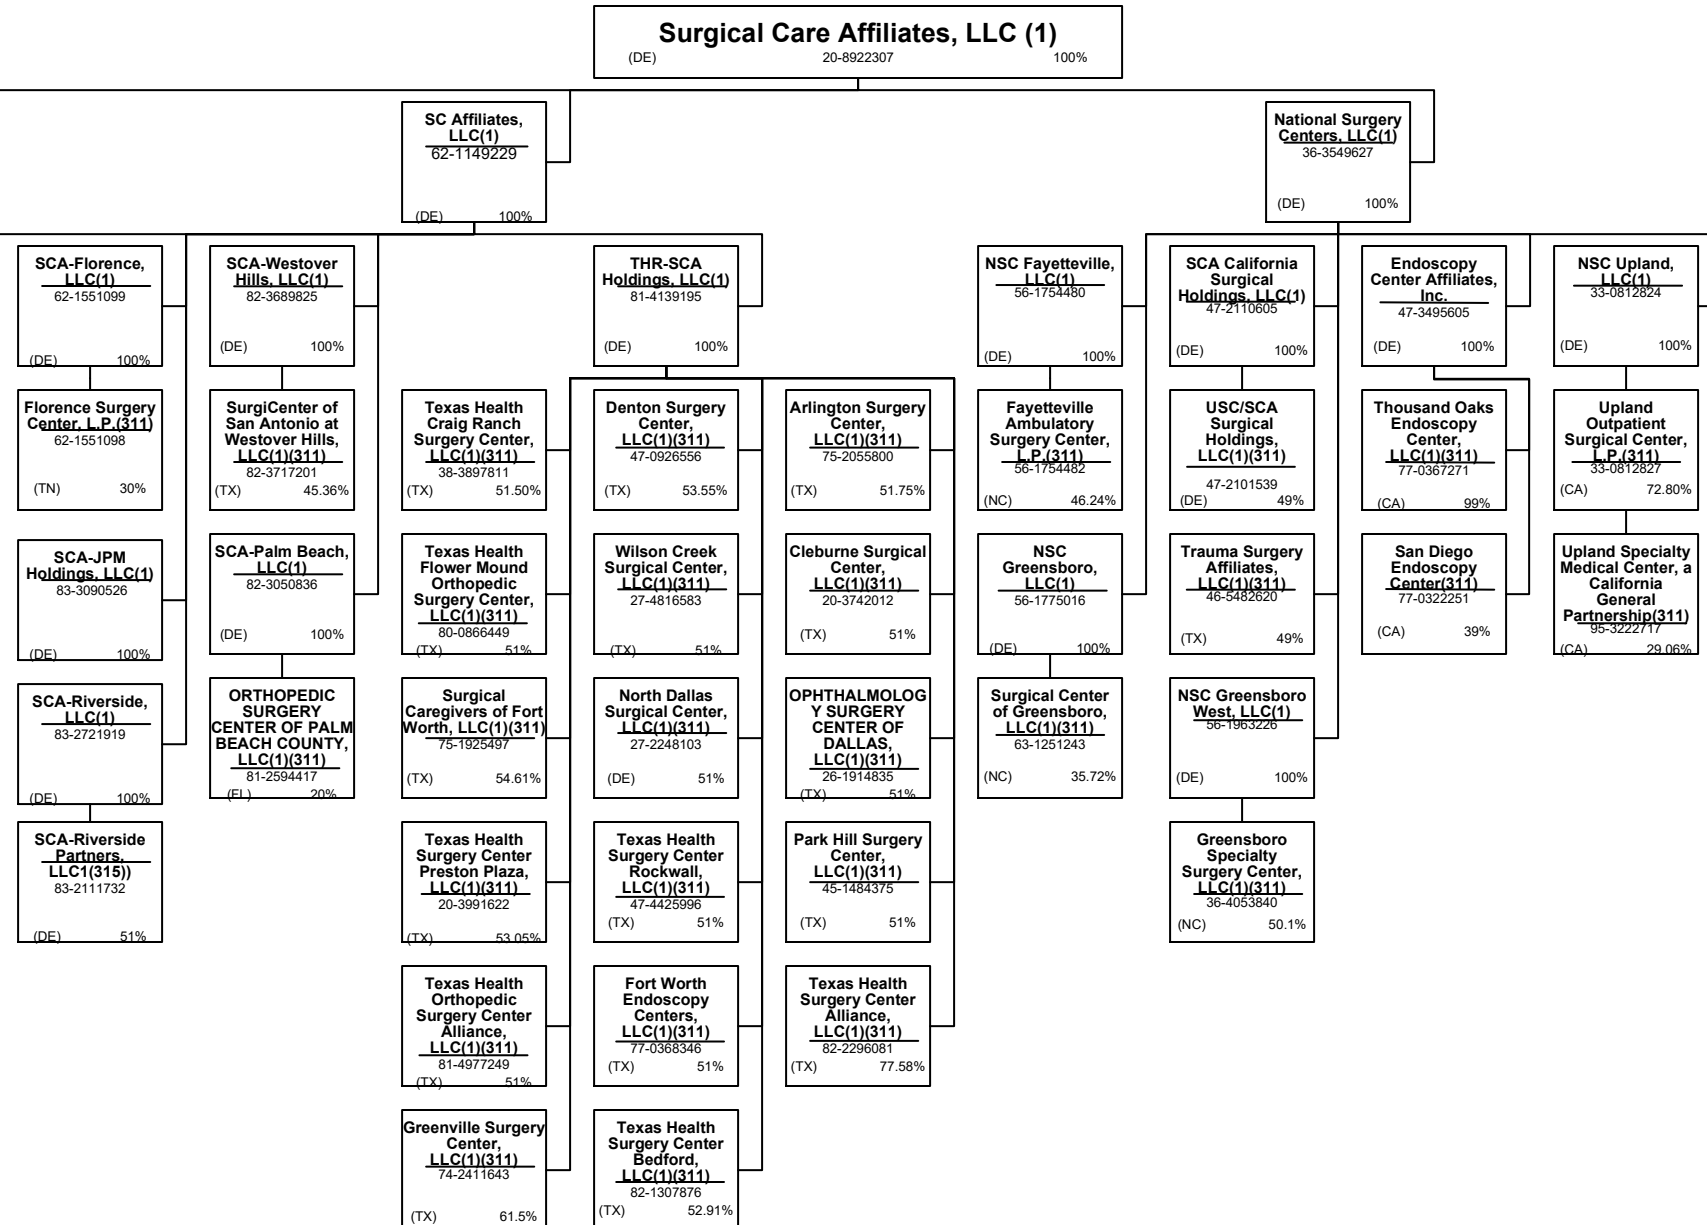 Surgical Care Affiliates, LLC (1)
(DE) 20-8922307 100%
SC Affiliates,
LLC(1)
62-1149229
(DE) 100%
National Surgery
Centers, LLC(1)
36-3549627
(DE) 100%
SCA-Florence,
LLC(1)
62-1551099
(DE) 100%
SCA-Westover
Hills, LLC(1)
82-3689825
(DE) 100%
THR-SCA
Holdings, LLC(1)
81-4139195
(DE) 100%
NSC Fayetteville,
LLC(1)
56-1754480
(DE) 100%
SCA California
Surgical
Holdings, LLC(1)
47-2110605
(DE) 100%
Endoscopy
Center Affiliates,
Inc.
47-3495605
(DE) 100%
NSC Upland,
LLC(1)
33-0812824
(DE) 100%
Florence Surgery
Center, L.P.(311)
62-1551098
(TN) 30%
SurgiCenter of
San Antonio at
Westover Hills,
LLC(1)(311)
82-3717201
(TX) 45.36%
Texas Health
Craig Ranch
Surgery Center,
LLC(1)(311)
38-3897811
(TX) 51.50%
Denton Surgery
Center,
LLC(1)(311)
47-0926556
(TX) 53.55%
Arlington Surgery
Center,
LLC(1)(311)
75-2055800
(TX) 51.75%
Fayetteville
Ambulatory
Surgery Center,
L.P.(311)
56-1754482
(NC) 46.24%
USC/SCA
Surgical
Holdings,
LLC(1)(311)
47-2101539
(DE) 49%
Thousand Oaks
Endoscopy
Center,
LLC(1)(311)
77-0367271
(CA) 99%
Upland
Outpatient
Surgical Center,
L.P.(311)
33-0812827
(CA) 72.80%
SCA-JPM
Holdings, LLC(1)
83-3090526
(DE) 100%
SCA-Palm Beach,
LLC(1)
82-3050836
(DE) 100%
Texas Health
Flower Mound
Orthopedic
Surgery Center,
LLC(1)(311)
80-0866449
(TX) 51%
Wilson Creek
Surgical Center,
LLC(1)(311)
27-4816583
(TX) 51%
Cleburne Surgical
Center,
LLC(1)(311)
20-3742012
(TX) 51%
NSC
Greensboro,
LLC(1)
56-1775016
(DE) 100%
Trauma Surgery
Affiliates,
LLC(1)(311)
46-5482620
(TX) 49%
San Diego
Endoscopy
Center(311)
77-0322251
(CA) 39%
Upland Specialty
Medical Center, a
California
General
Partnership(311)
95-3222717
(CA) 29.06%
SCA-Riverside,
LLC(1)
83-2721919
(DE) 100%
ORTHOPEDIC
SURGERY
CENTER OF PALM
BEACH COUNTY,
LLC(1)(311)
81-2594417
(FL) 20%
Surgical
Caregivers of Fort
Worth, LLC(1)(311)
75-1925497
(TX) 54.61%
North Dallas
Surgical Center,
LLC(1)(311)
27-2248103
(DE) 51%
OPHTHALMOLOG
Y SURGERY
CENTER OF
DALLAS,
LLC(1)(311)
26-1914835
(TX) 51%
Surgical Center
of Greensboro,
LLC(1)(311)
63-1251243
(NC) 35.72%
NSC Greensboro
West, LLC(1)
56-1963226
(DE) 100%
SCA-Riverside
Partners,
LLC1(315))
83-2111732
(DE) 51%
Texas Health
Surgery Center
Preston Plaza,
LLC(1)(311)
20-3991622
(TX) 53.05%
Texas Health
Surgery Center
Rockwall,
LLC(1)(311)
47-4425996
(TX) 51%
Park Hill Surgery
Center,
LLC(1)(311)
45-1484375
(TX) 51%
Greensboro
Specialty
Surgery Center,
LLC(1)(311)
36-4053840
(NC) 50.1%
Texas Health
Orthopedic
Surgery Center
Alliance,
LLC(1)(311)
81-4977249
(TX) 51%
Fort Worth
Endoscopy
Centers,
LLC(1)(311)
77-0368346
(TX) 51%
Texas Health
Surgery Center
Alliance,
LLC(1)(311)
82-2296081
(TX) 77.58%
Greenville Surgery
Center,
LLC(1)(311)
74-2411643
(TX) 61.5%
Texas Health
Surgery Center
Bedford,
LLC(1)(311)
82-1307876
(TX) 52.91%